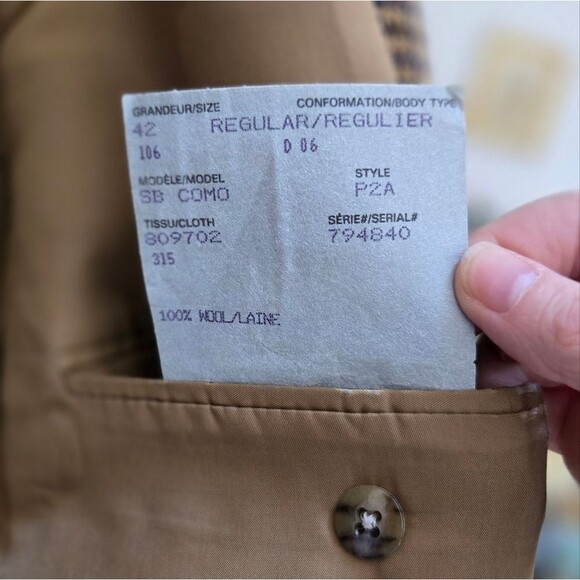 GRANDEUR/SIZE CONFORMATION/BODY TYPE
42 REGULAR/REGULIER
106 D 06
MODÈLE/MODEL STYLE
SB COMO P2A
TISSU/CLOTH SÉRIE#/SERIAL#
809702 794840
315
100% WOOL/LAINE